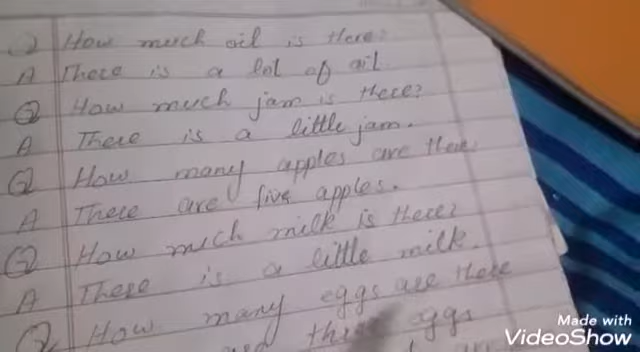 Q How much oil is there?
A There is a lot of oil.
Q How much jam is there?
A There is a little jam.
Q How many apples are there.
A There are five apples.
Q How much milk is there?
A There is a little milk.
A How many eggs are there
three eggs
Made with
VideoShow